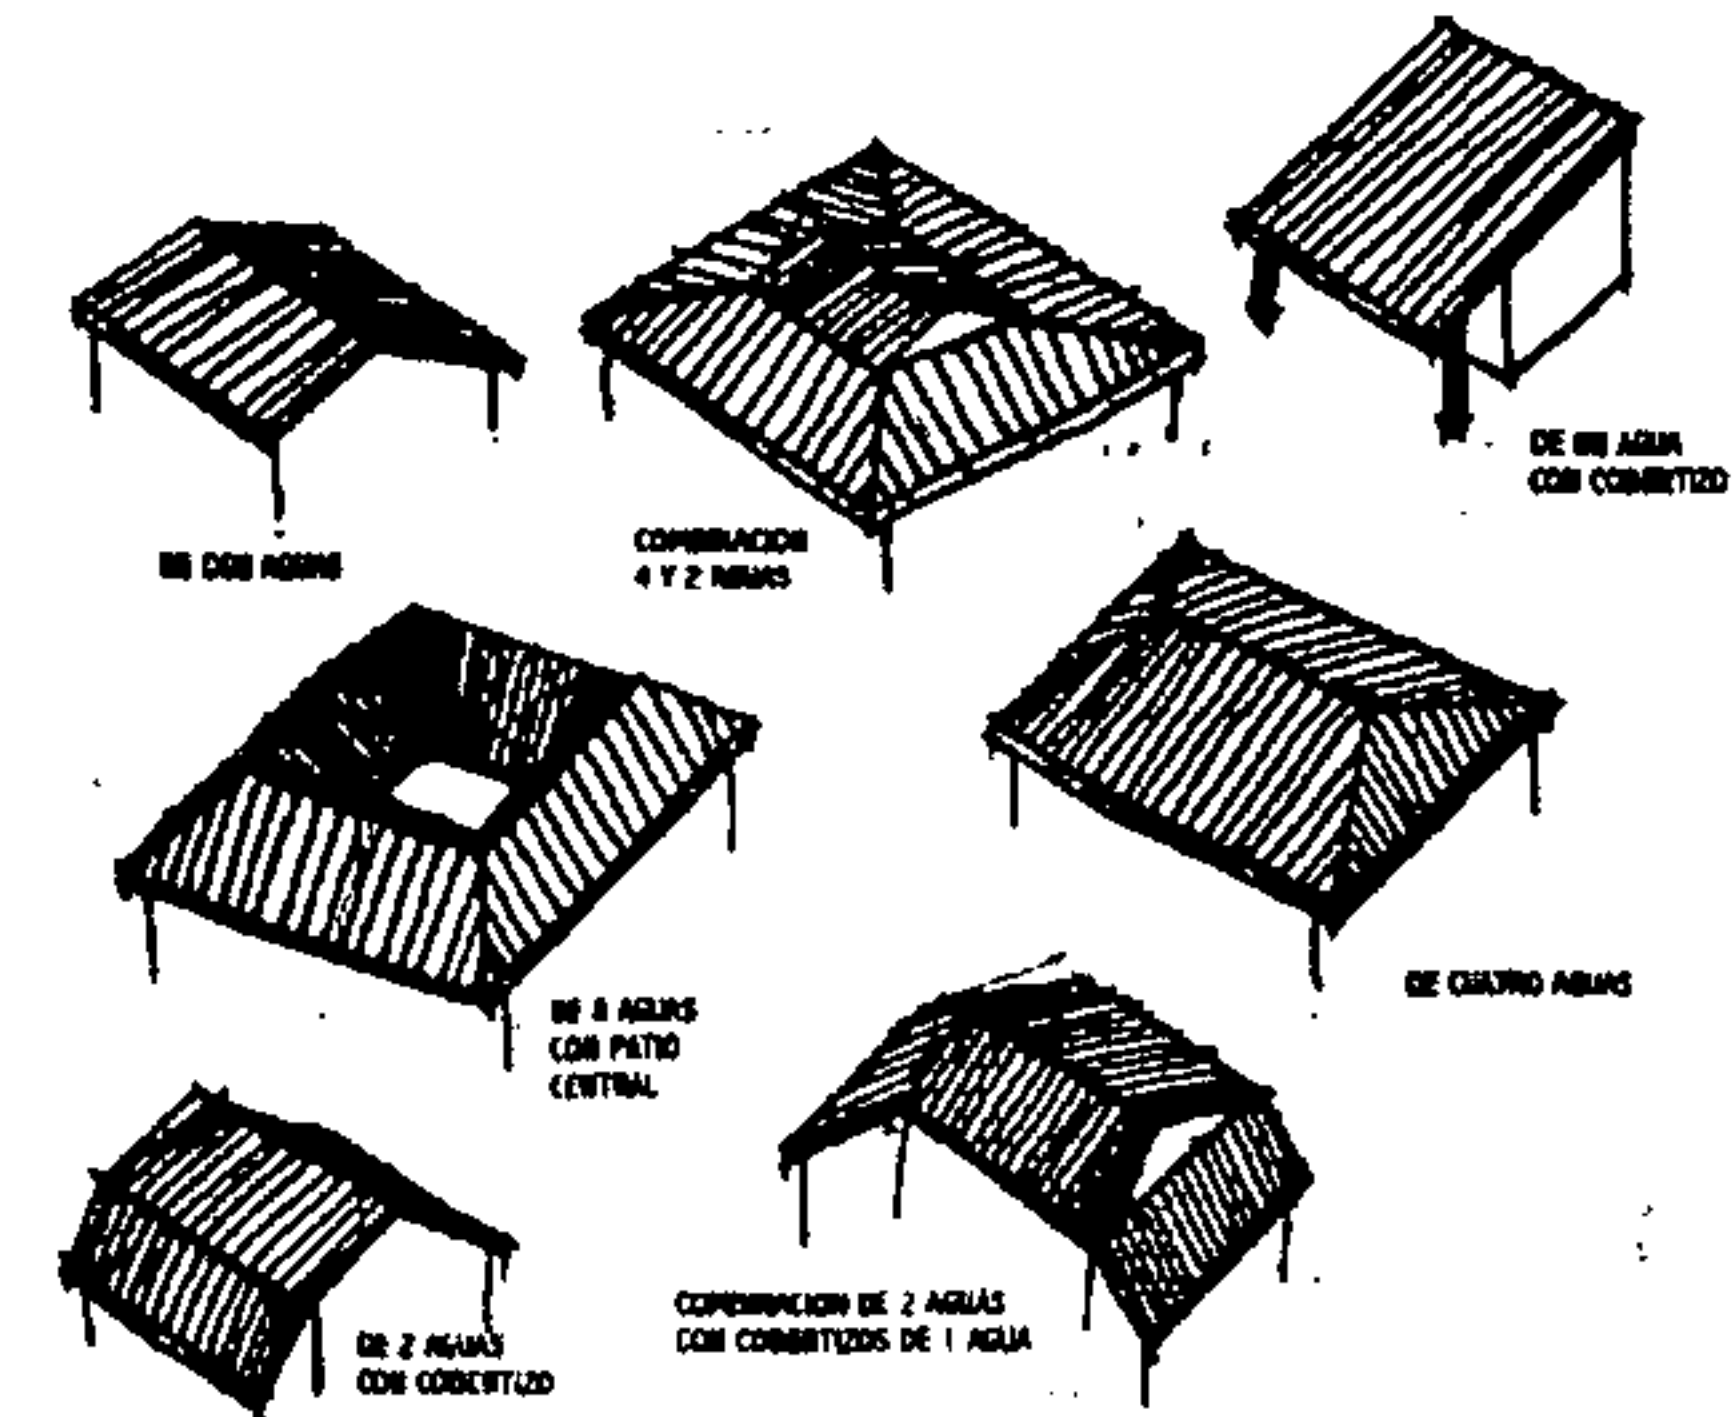 DE UN AGUA
CON COBERTIZO
DE DOS AGUAS
COMBINACION
4 Y 2 AGUAS
DE CUATRO AGUAS
DE 8 AGUAS
CON PATIO
CENTRAL
COMBINACION DE 2 AGUAS
CON COBERTIZOS DE 1 AGUA
DE 2 AGUAS
CON COBERTIZO